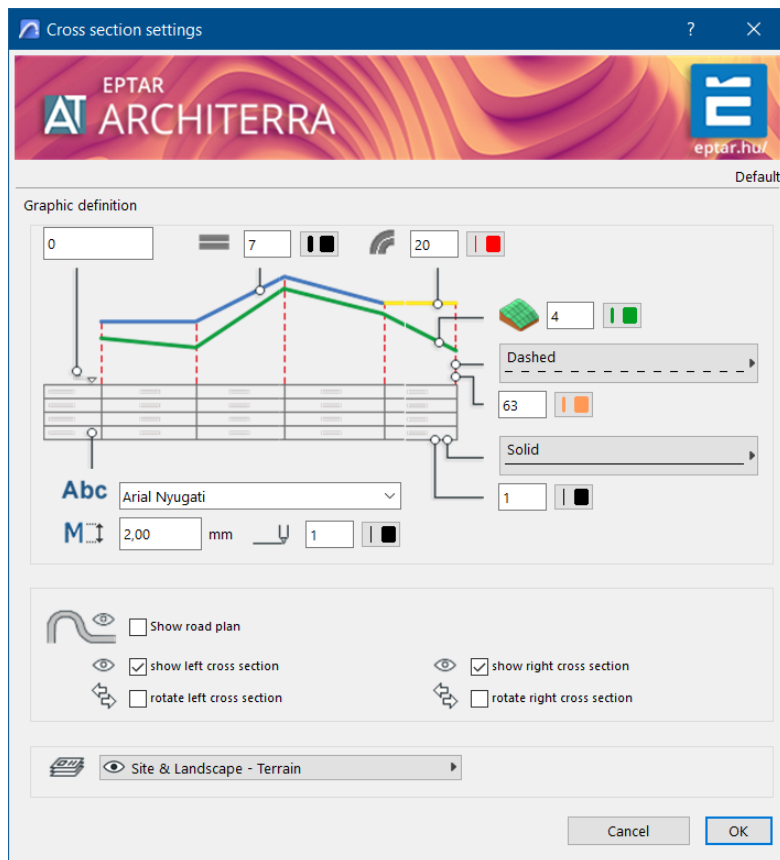 Cross section settings ?
EPTAR
AT ARCHITERRA
eptar.hu/
Default
Graphic definition
0 7 20
4
Dashed
63
Solid
1
Abc Arial Nyugati
M 2,00 mm 1
Show road plan
show left cross section show right cross section
rotate left cross section rotate right cross section
Site & Landscape - Terrain
Cancel OK